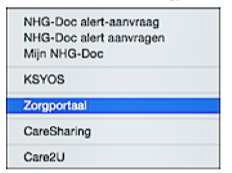 NHG-Doc alert-aanvraag
NHG-Doc alert aanvragen
Mijn NHG-Doc
KSYOS
Zorgportaal
CareSharing
Care2U